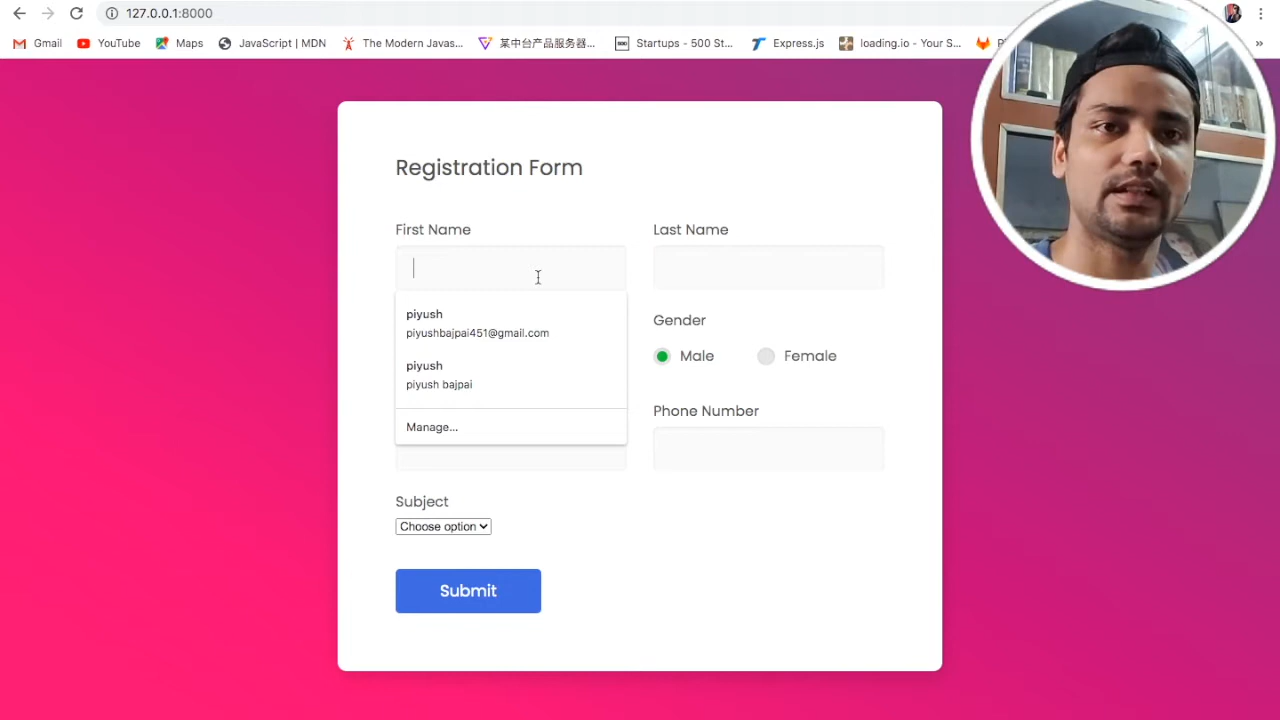 127.0.0.1:8000
Gmail YouTube Maps JavaScript | MDN The Modern Javas... 某中台产品服务器... Startups - 500 St... Express.js loading.io - Your S... »
Registration Form
First Name Last Name
piyush
piyushbajpai451@gmail.com
Gender
Male Female
piyush
piyush bajpai
Phone Number
Manage...
Subject
Choose option
Submit